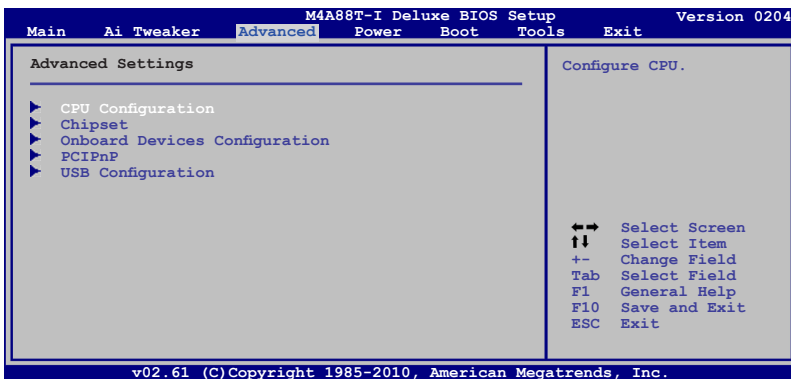 M4A88T-I Deluxe BIOS Setup Version 0204
Main Ai Tweaker Advanced Power Boot Tools Exit
Advanced Settings
CPU Configuration
Chipset
Onboard Devices Configuration
PCIPnP
USB Configuration
Configure CPU.
←→ Select Screen
↑↓ Select Item
+- Change Field
Tab Select Field
F1 General Help
F10 Save and Exit
ESC Exit
v02.61 (C)Copyright 1985-2010, American Megatrends, Inc.